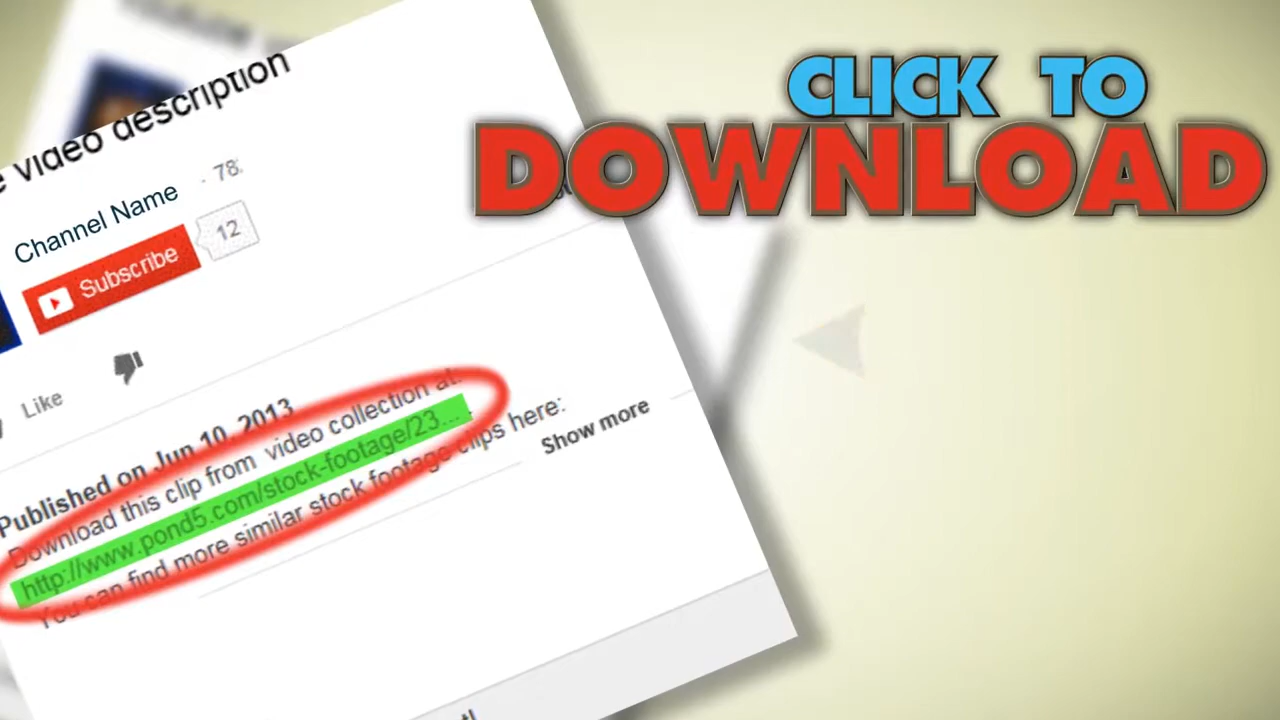 CLICK TO
DOWNLOAD
video description
Channel Name
78
Subscribe
12
Like
Published on Jun 10, 2013
Download this clip from video collection at:
http://www.pond5.com/stock-footage/23...
You can find more similar stock footage clips here:
Show more